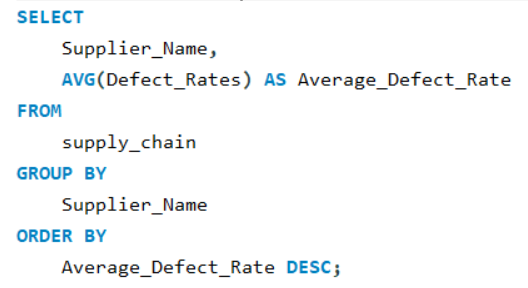 SELECT
    Supplier_Name,
    AVG(Defect_Rates) AS Average_Defect_Rate
FROM
    supply_chain
GROUP BY
    Supplier_Name
ORDER BY
    Average_Defect_Rate DESC;